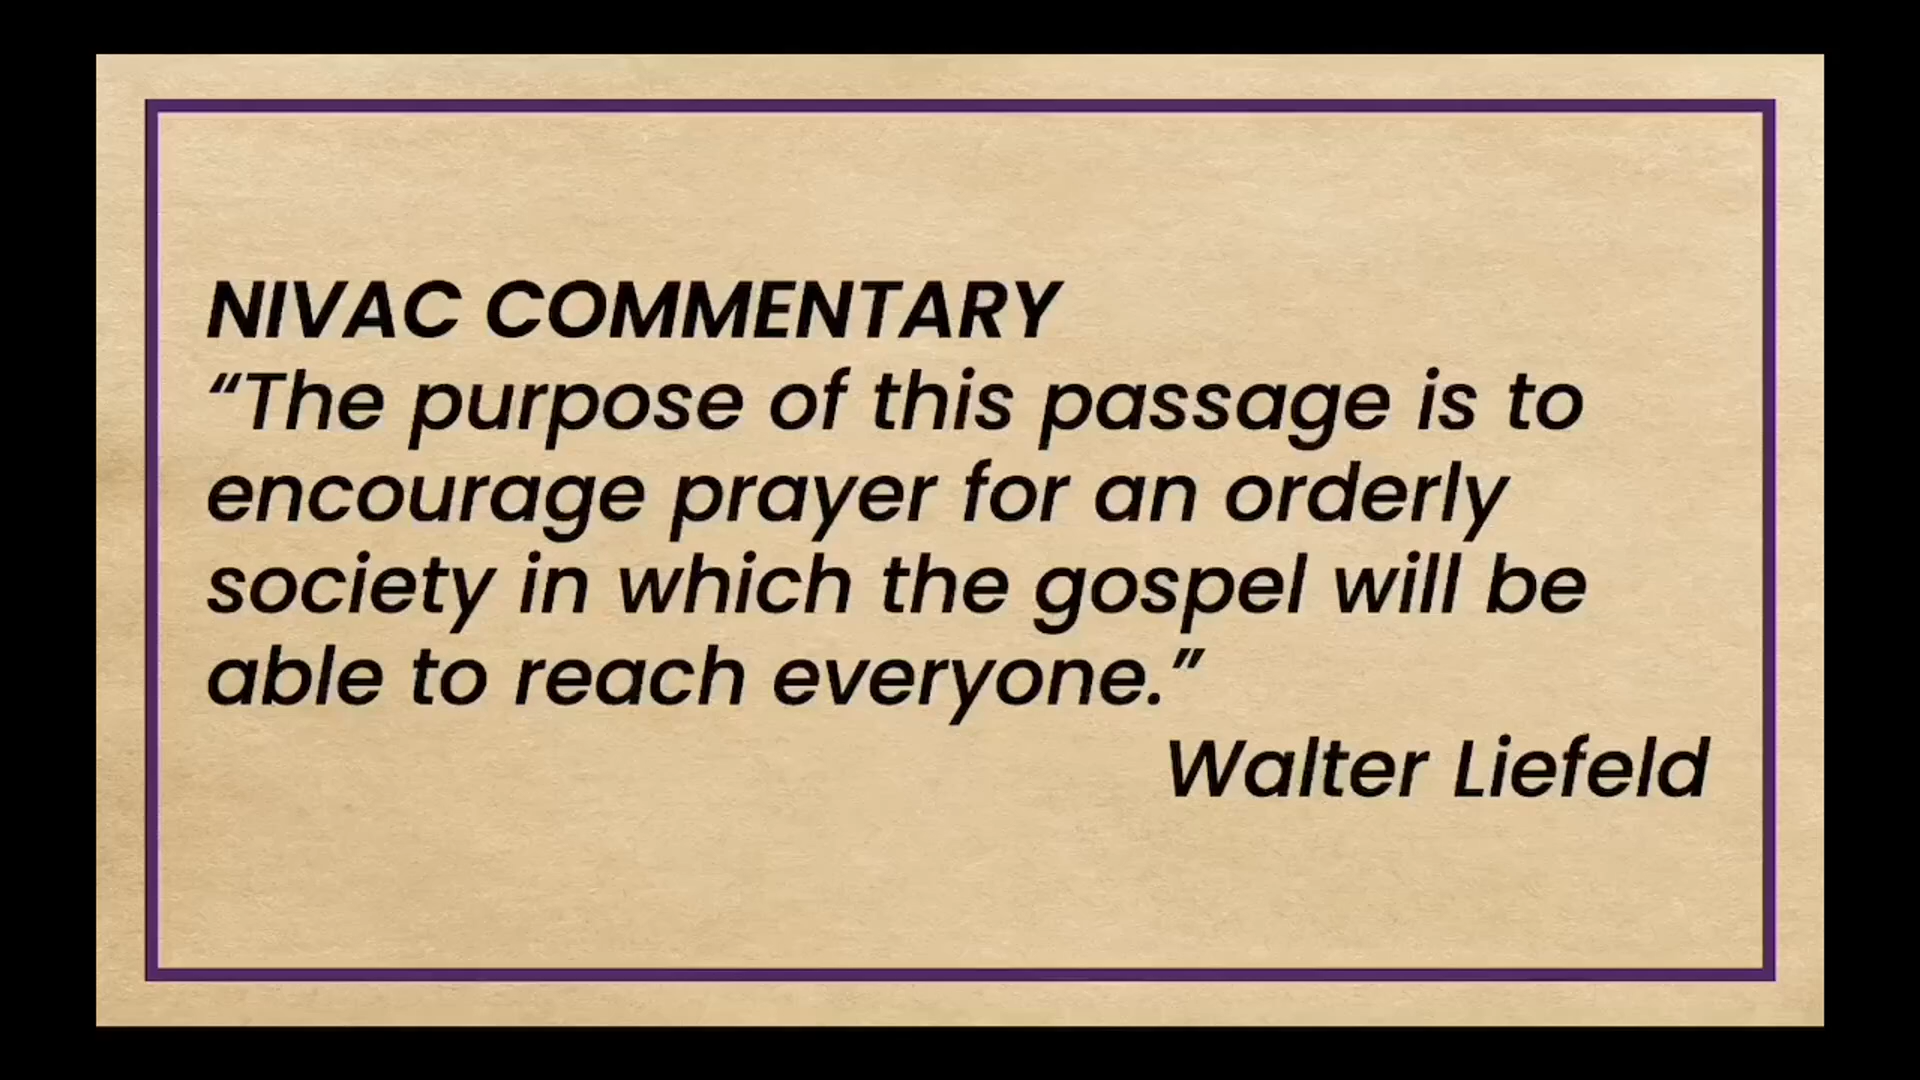 NIVAC COMMENTARY
“The purpose of this passage is to
encourage prayer for an orderly
society in which the gospel will be
able to reach everyone.”
Walter Liefeld